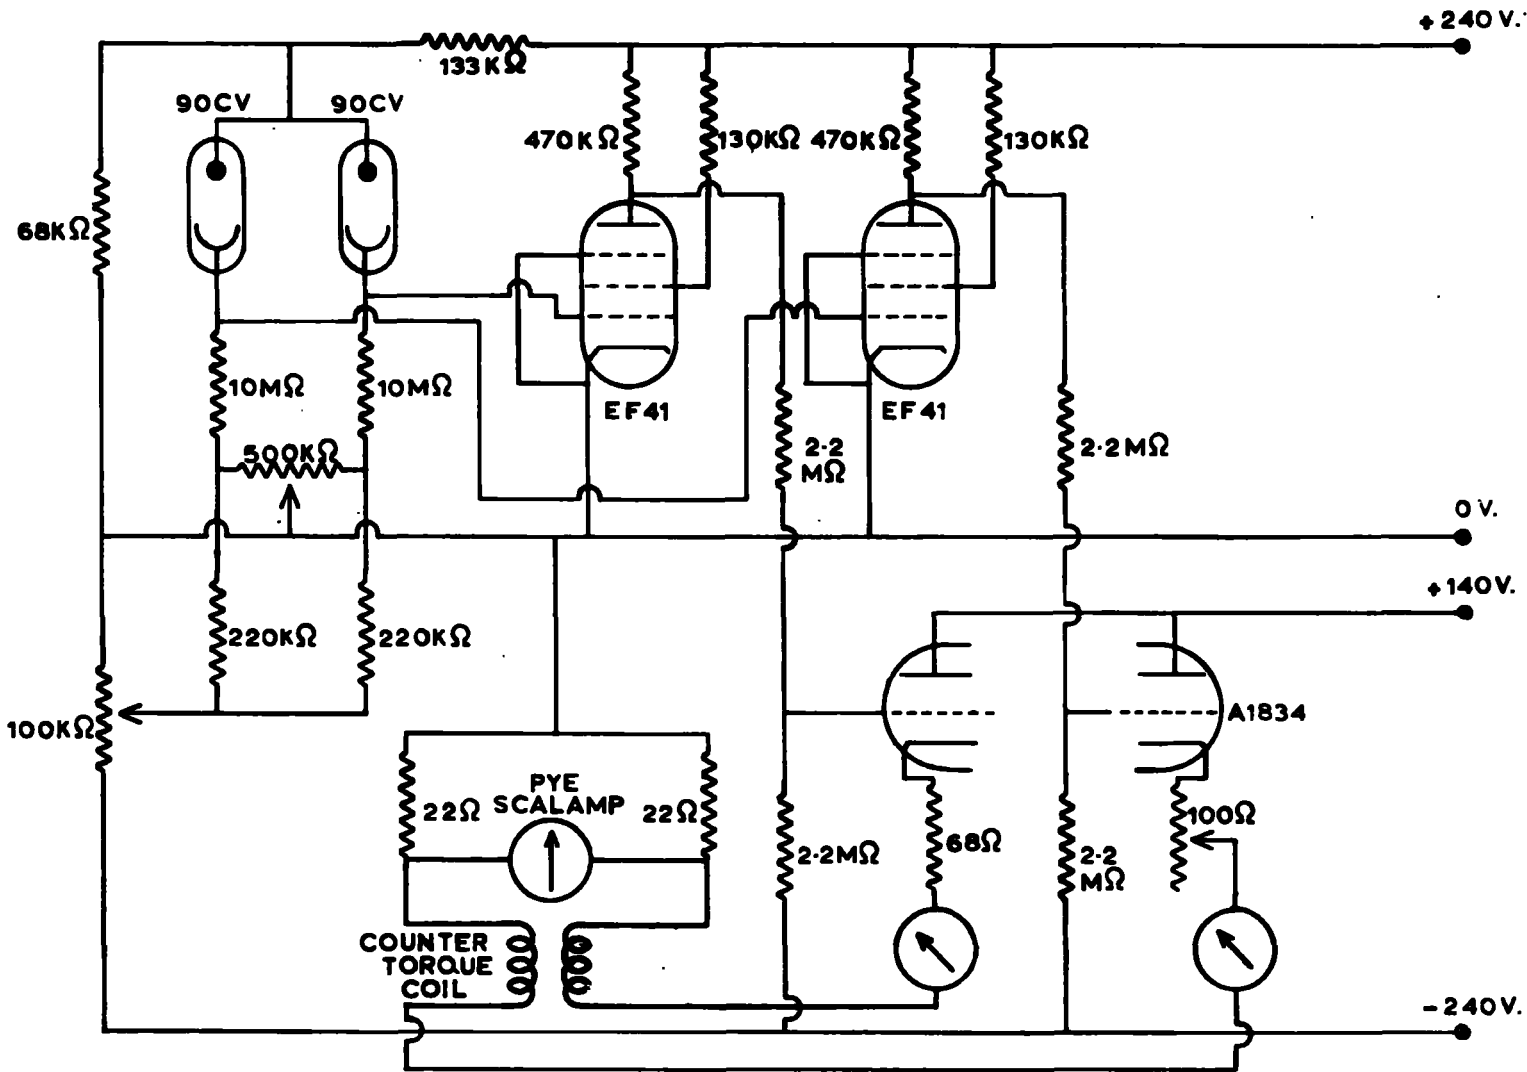 +240 V.
133KΩ
90CV
90CV
470KΩ
130KΩ
470KΩ
130KΩ
68KΩ
10MΩ
10MΩ
EF41
EF41
500KΩ
2·2
MΩ
2·2MΩ
0 V.
+140V.
220KΩ
220KΩ
100KΩ
A1834
PYE
SCALAMP
22Ω
22Ω
100Ω
68Ω
2·2MΩ
2·2
MΩ
COUNTER
TORQUE
COIL
-240V.